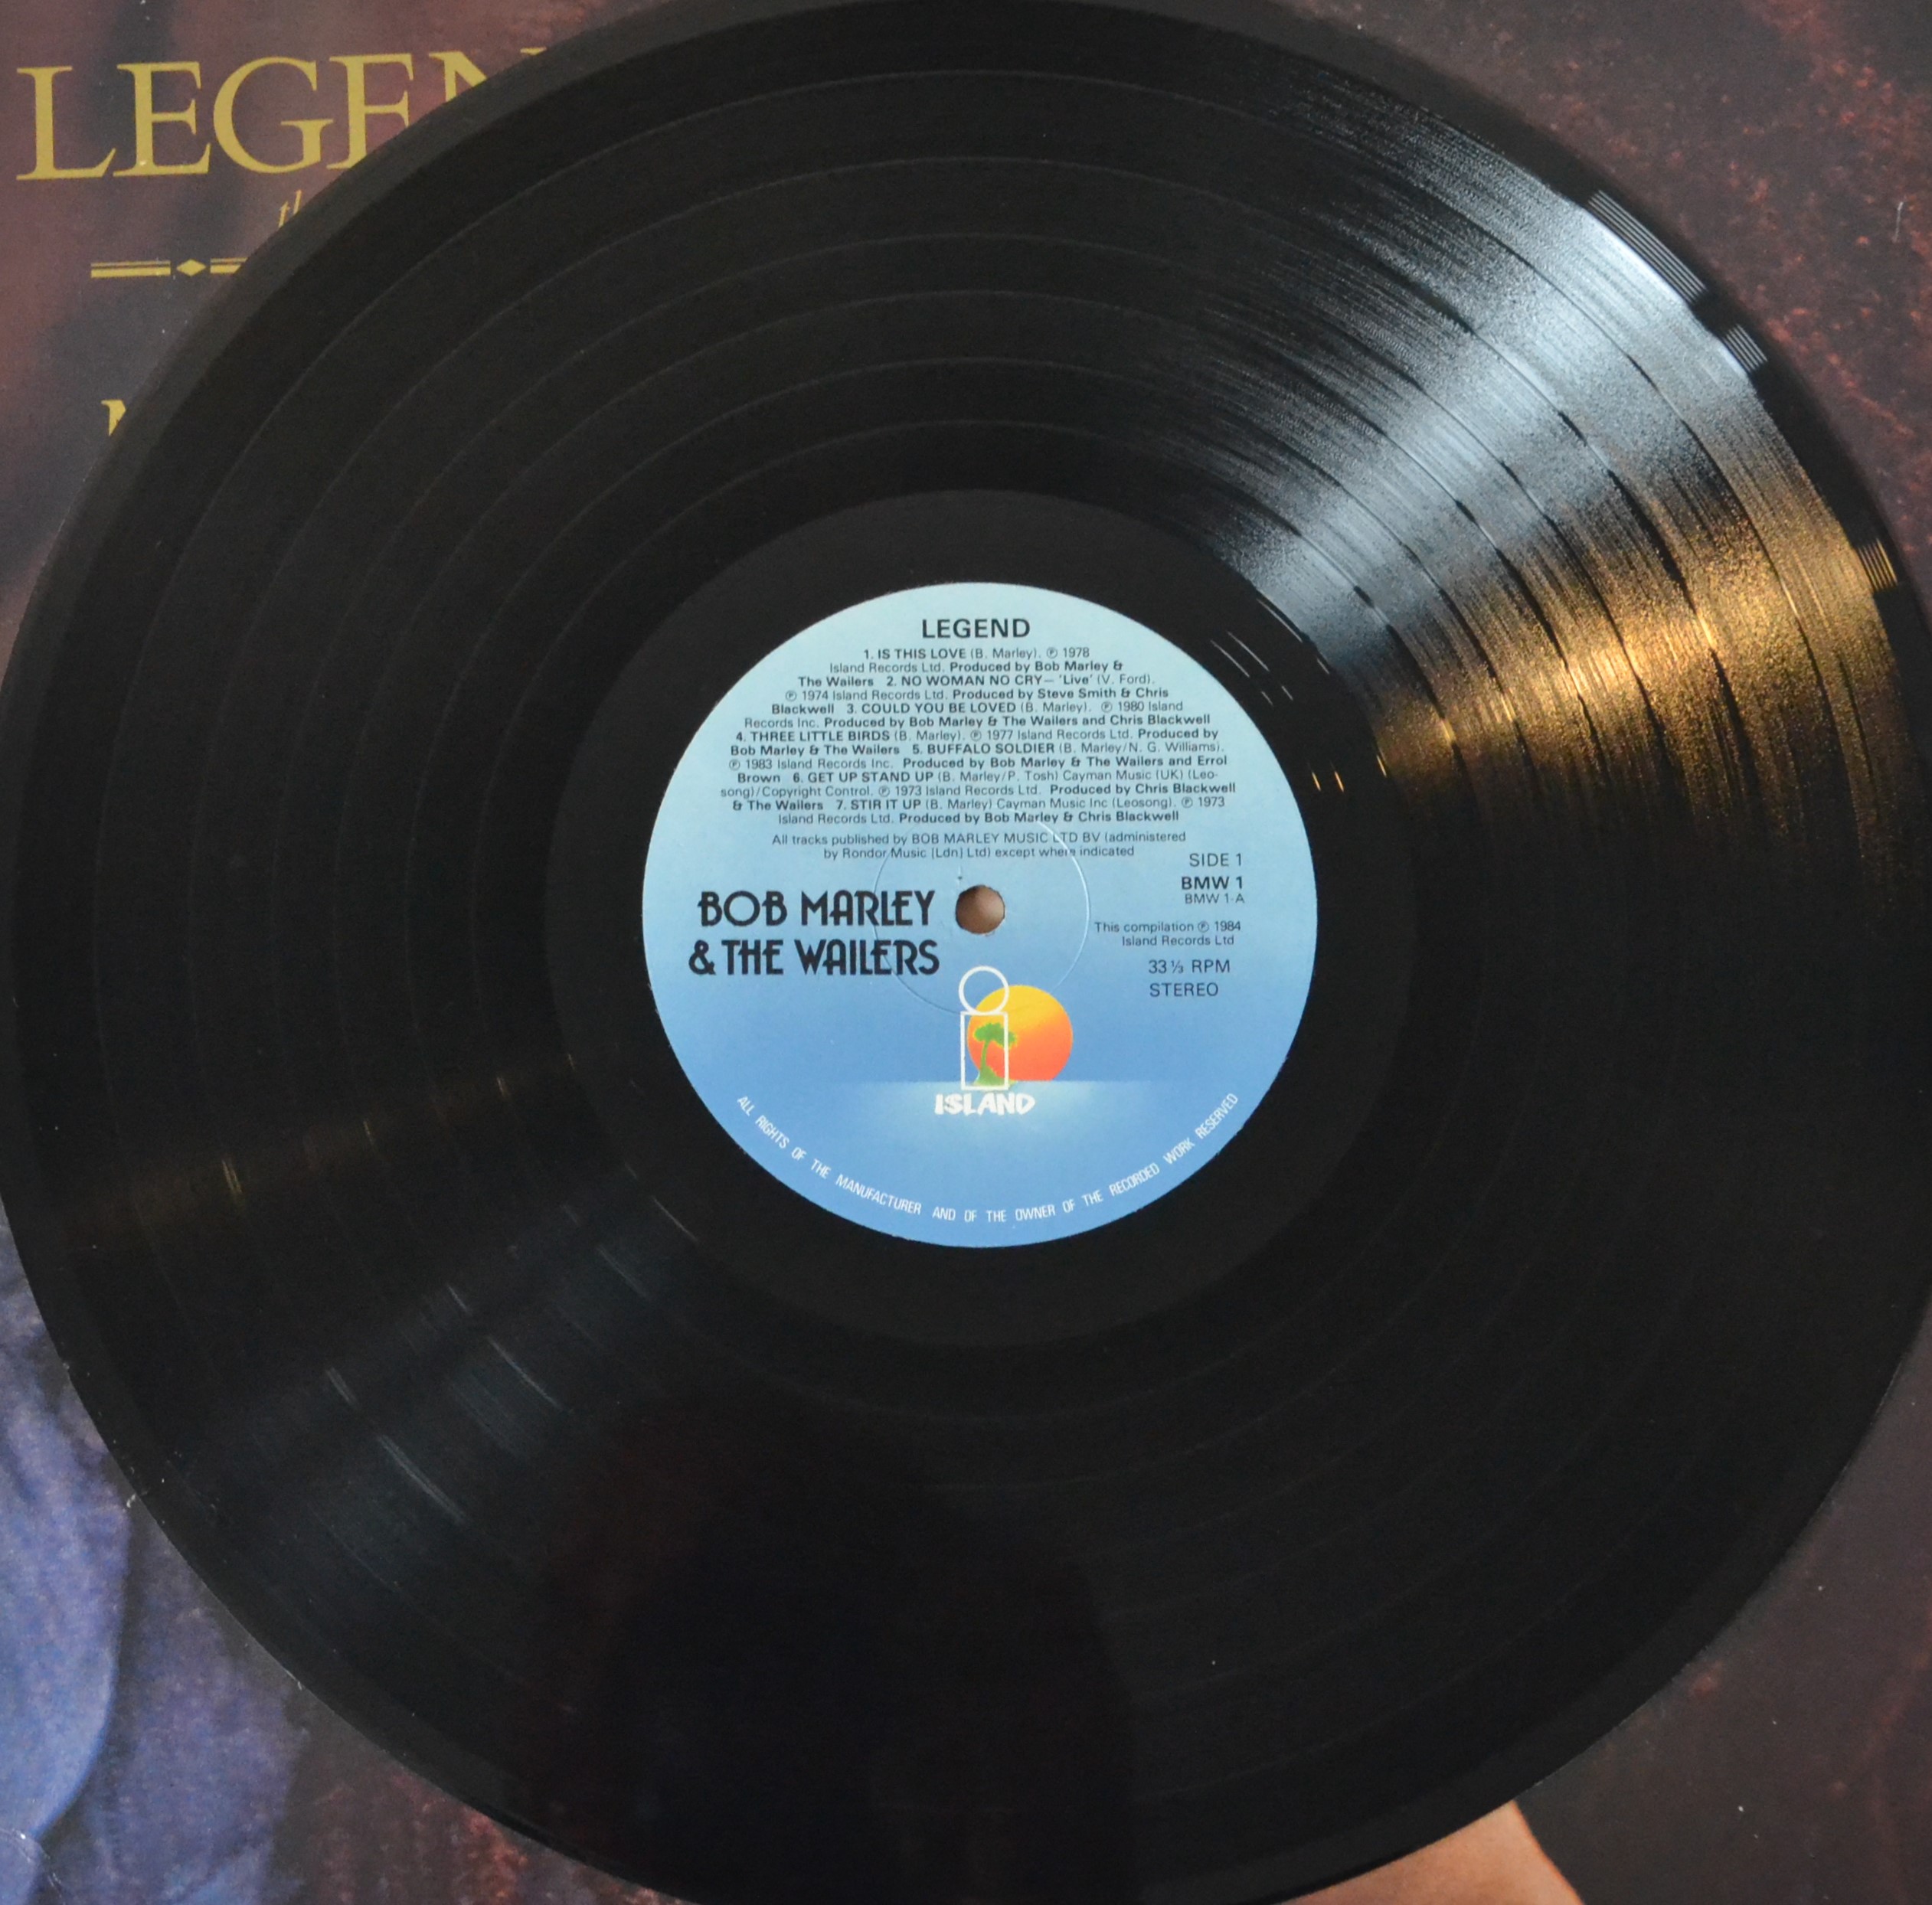 LEGEN
LEGEND
1. IS THIS LOVE (B. Marley). ℗ 1978
Island Records Ltd. Produced by Bob Marley &
The Wailers 2. NO WOMAN NO CRY— 'Live' (V. Ford).
℗ 1974 Island Records Ltd. Produced by Steve Smith & Chris
Blackwell 3. COULD YOU BE LOVED (B. Marley). ℗ 1980 Island
Records Inc. Produced by Bob Marley & The Wailers and Chris Blackwell
4. THREE LITTLE BIRDS (B. Marley). ℗ 1977 Island Records Ltd. Produced by
Bob Marley & The Wailers 5. BUFFALO SOLDIER (B. Marley/N. G. Williams).
℗ 1983 Island Records Inc. Produced by Bob Marley & The Wailers and Errol
Brown 6. GET UP STAND UP (B. Marley/P. Tosh) Cayman Music (UK) (Leo-
song)/Copyright Control. ℗ 1973 Island Records Ltd. Produced by Chris Blackwell
& The Wailers 7. STIR IT UP (B. Marley) Cayman Music Inc (Leosong). ℗ 1973
Island Records Ltd. Produced by Bob Marley & Chris Blackwell
All tracks published by BOB MARLEY MUSIC LTD BV (administered
by Rondor Music (Ldn) Ltd) except where indicated
SIDE 1
BMW 1
BMW 1-A
BOB MARLEY
& THE WAILERS
This compilation ℗ 1984
Island Records Ltd
33⅓ RPM
STEREO
ISLAND
ALL RIGHTS OF THE MANUFACTURER AND OF THE OWNER OF THE RECORDED WORK RESERVED